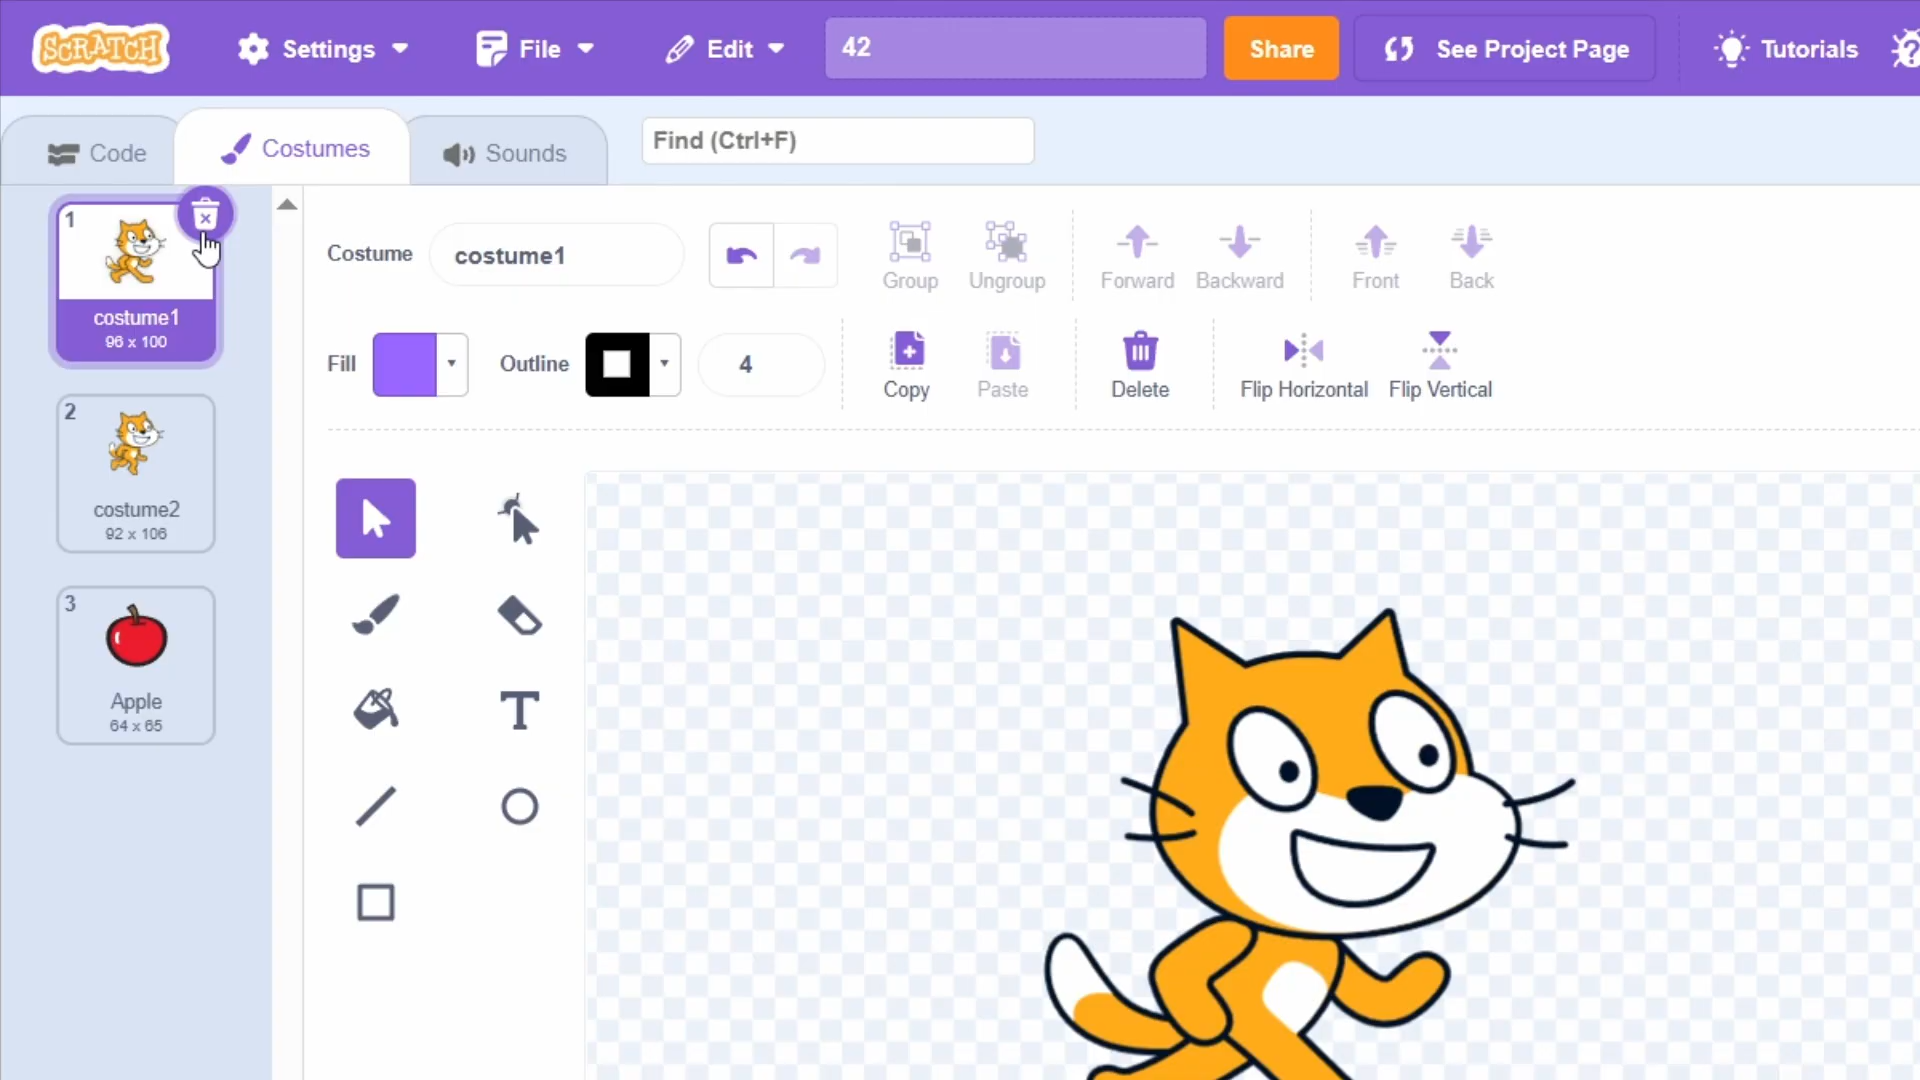 SCRATCH Settings File Edit 42 Share See Project Page Tutorials
Code Costumes Sounds Find (Ctrl+F)
1
costume1
96 x 100
2
costume2
92 x 106
3
Apple
64 x 65
Costume costume1 Group Ungroup Forward Backward Front Back
Fill Outline 4 Copy Paste Delete Flip Horizontal Flip Vertical
T